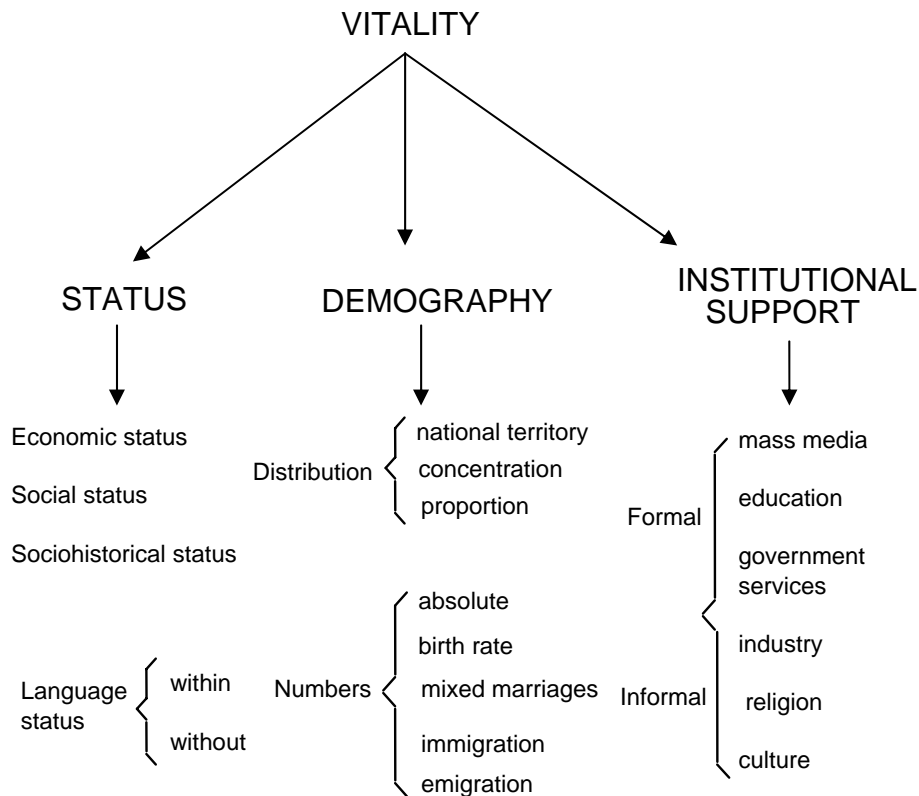 VITALITY
STATUS
Economic status
Social status
Sociohistorical status
Language
status
within
without
DEMOGRAPHY
Distribution
national territory
concentration
proportion
Numbers
absolute
birth rate
mixed marriages
immigration
emigration
INSTITUTIONAL
SUPPORT
Formal
Informal
mass media
education
government
services
industry
religion
culture